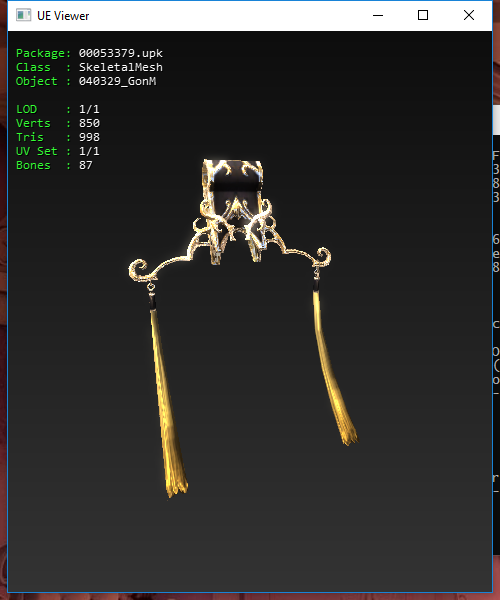 UE Viewer
Package: 00053379.upk
Class  : SkeletalMesh
Object : 040329_GonM
LOD    : 1/1
Verts  : 850
Tris   : 998
UV Set : 1/1
Bones  : 87